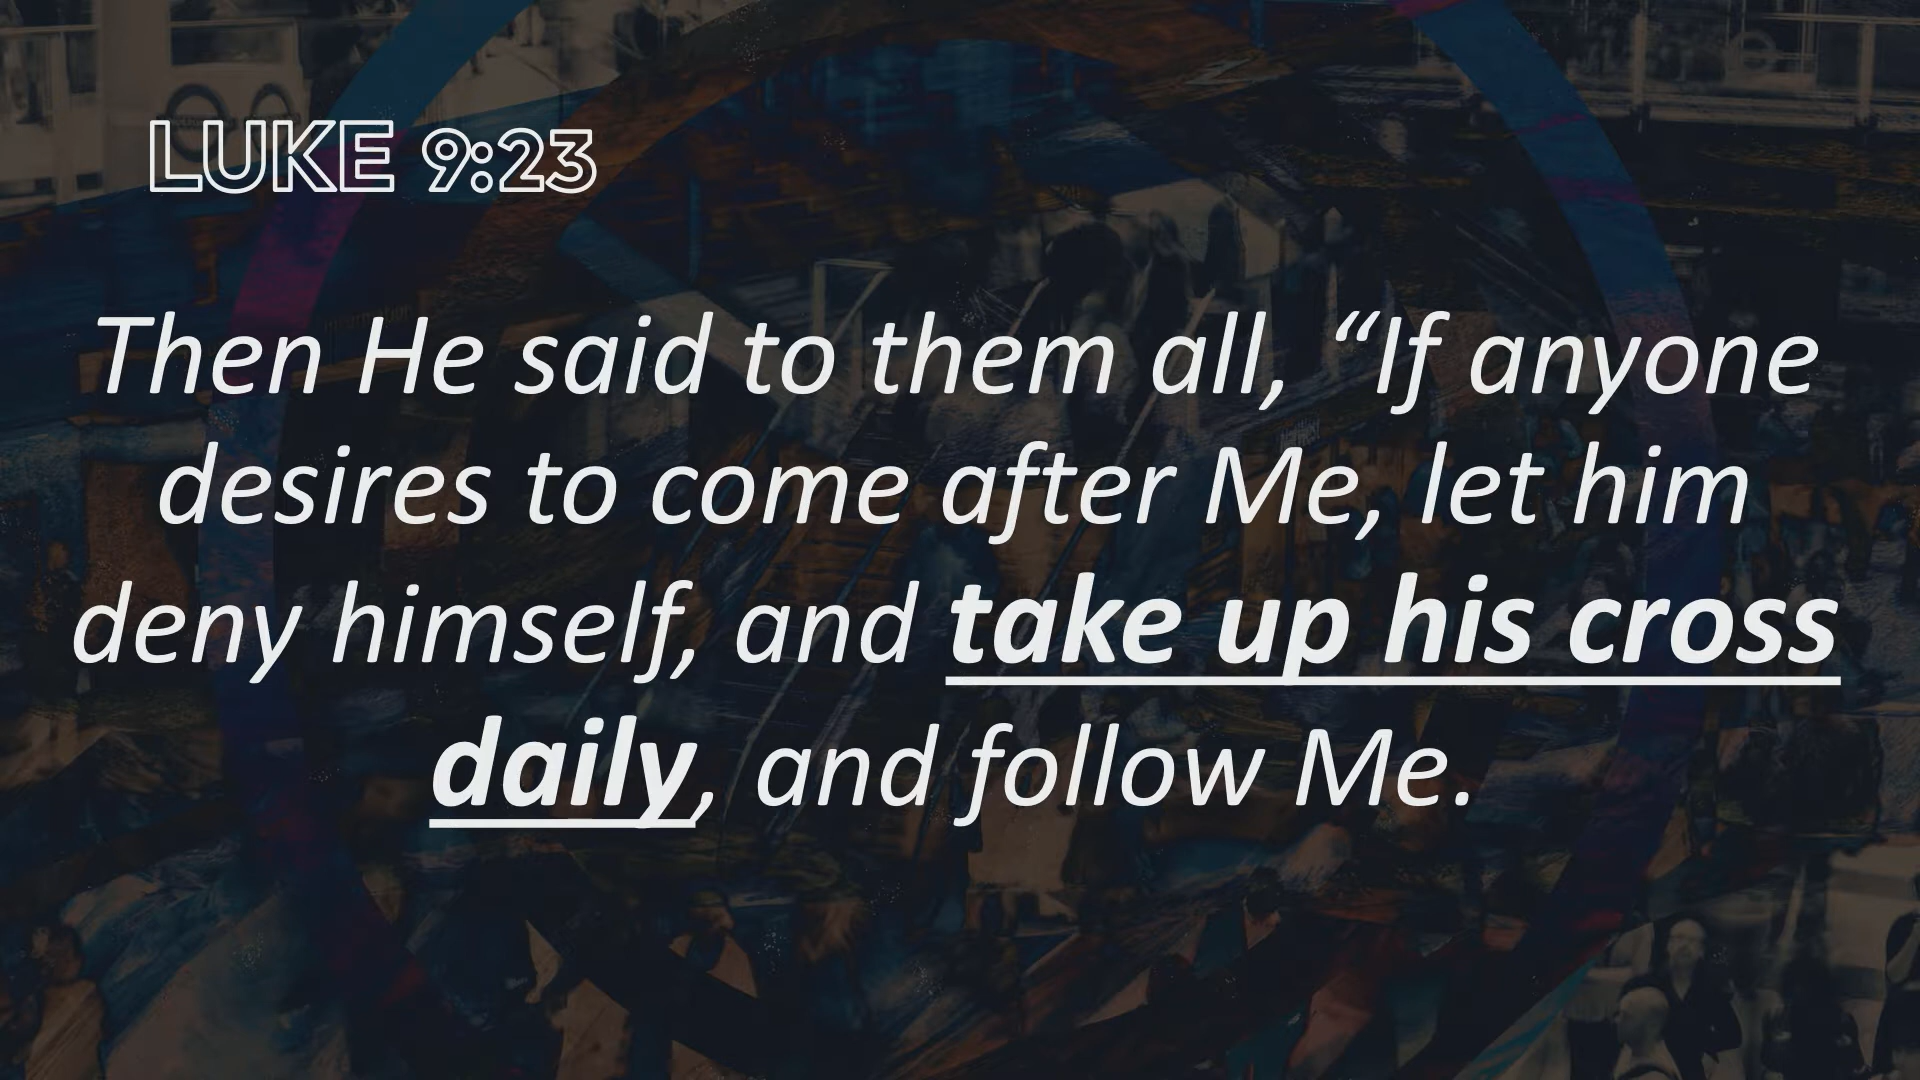 LUKE 9:23
Then He said to them all, “If anyone
desires to come after Me, let him
deny himself, and take up his cross
daily, and follow Me.